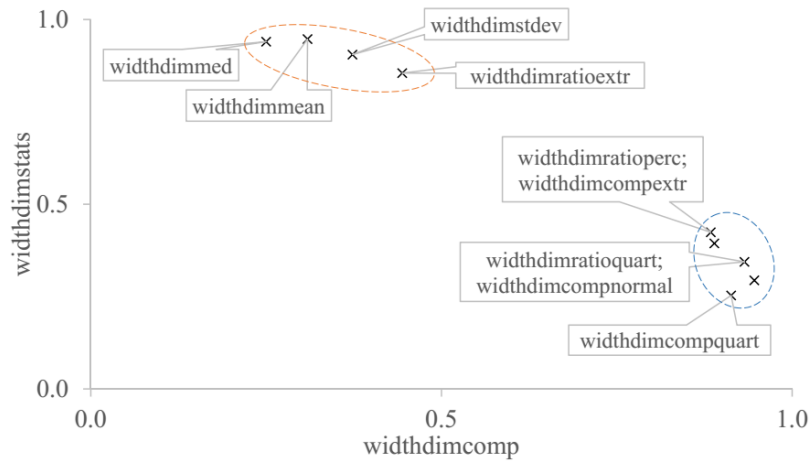 1.0
widthdimstdev
widthdimmed
widthdimratioextr
widthdimmean
widthdimstats
widthdimratioperc;
widthdimcompextr
0.5
widthdimratioquart;
widthdimcompnormal
widthdimcompquart
0.0
0.0
0.5
1.0
widthdimcomp